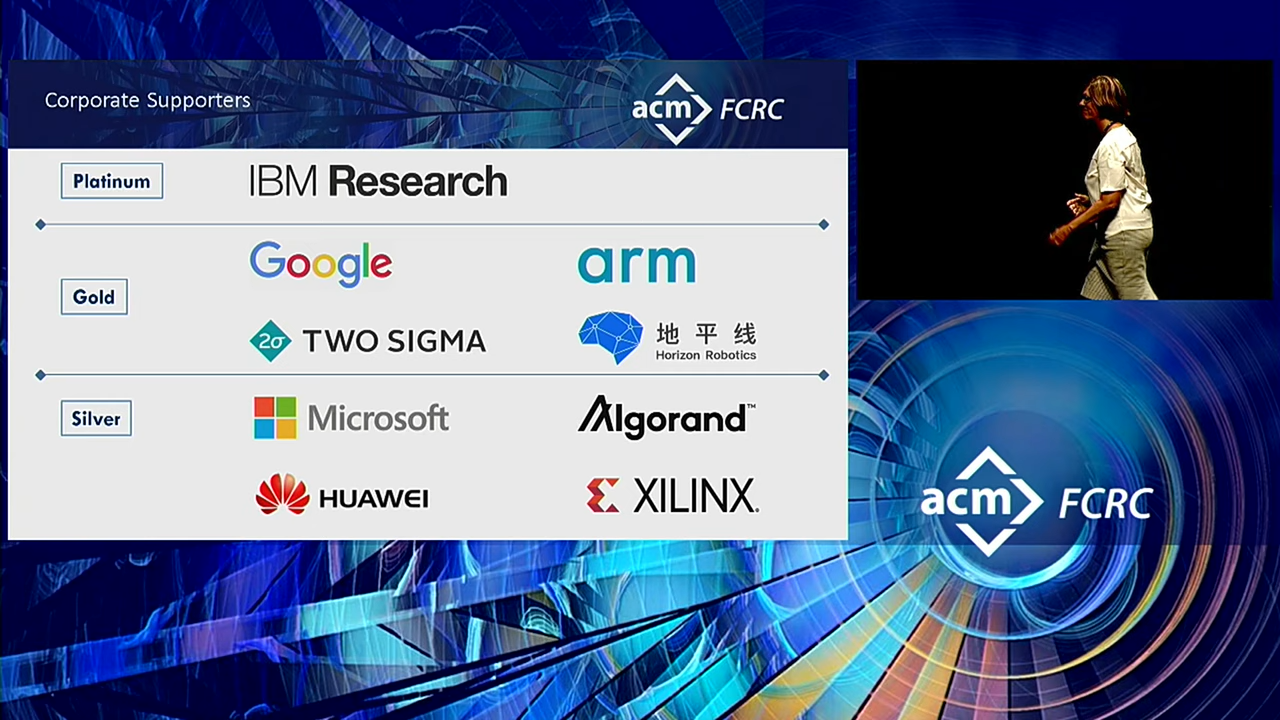 Corporate Supporters
acm FCRC
Platinum
IBM Research
Google
arm
Gold
2σ TWO SIGMA
地平线
Horizon Robotics
Silver
Microsoft
Algorand™
HUAWEI
XILINX®
acm FCRC